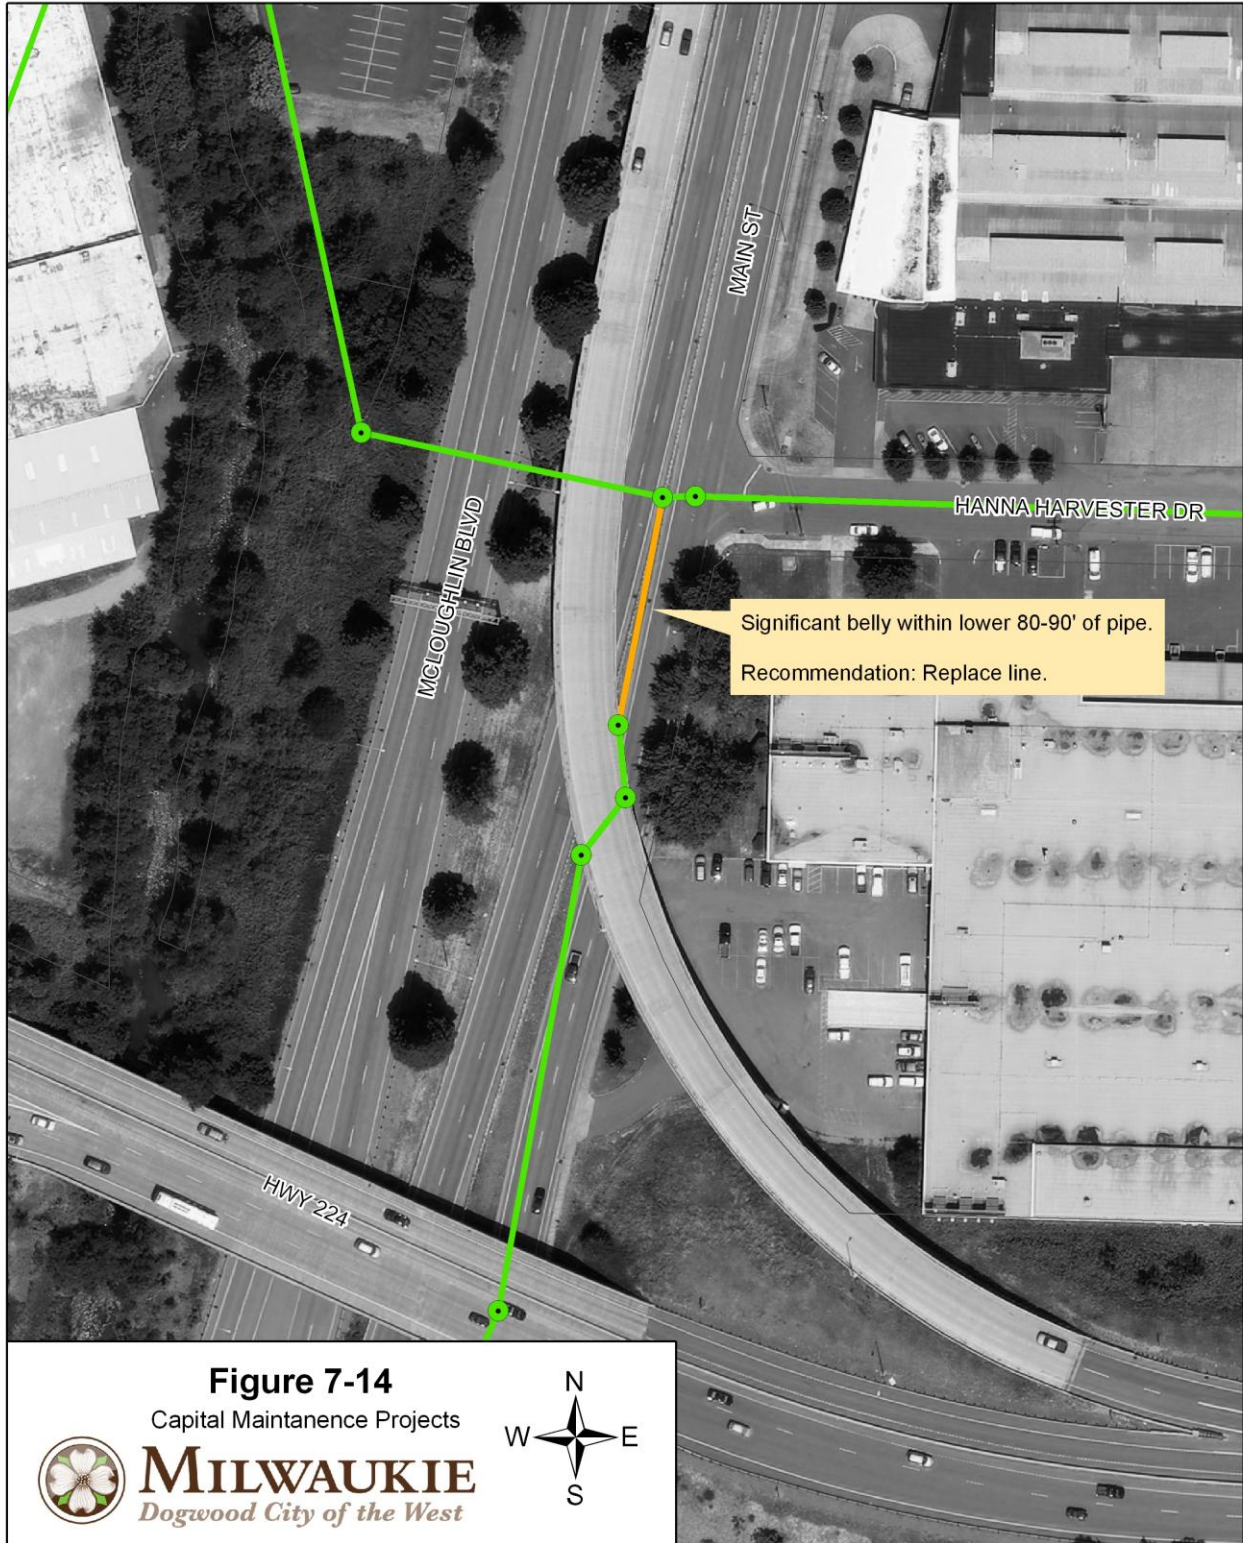 MAIN ST
HANNA HARVESTER DR
MCLOUGHLIN BLVD
Significant belly within lower 80-90' of pipe.
Recommendation: Replace line.
HWY 224
Figure 7-14
Capital Maintanence Projects
MILWAUKIE
Dogwood City of the West
N
W
E
S